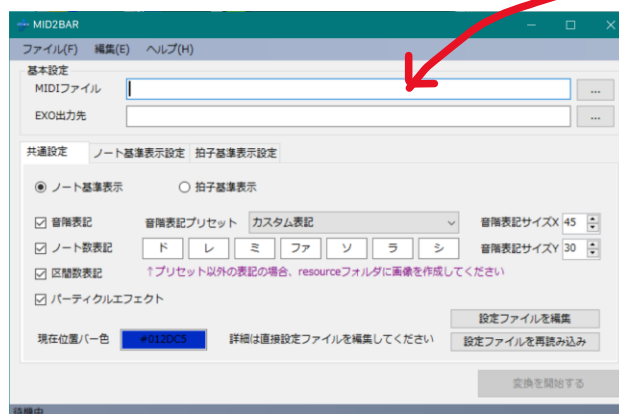 MID2BAR
ファイル(F) 編集(E) ヘルプ(H)
基本設定
MIDIファイル ...
EXO出力先 ...
共通設定 ノート基準表示設定 拍子基準表示設定
ノート基準表示 拍子基準表示
音階表記 音階表記プリセット カスタム表記 音階表記サイズX 45
ノート数表記 ド レ ミ ファ ソ ラ シ 音階表記サイズY 30
区間数表記 ↑プリセット以外の表記の場合、resourceフォルダに画像を作成してください
パーティクルエフェクト
設定ファイルを編集
現在位置バー色 #012DC5 詳細は直接設定ファイルを編集してください 設定ファイルを再読み込み
変換を開始する
待機中